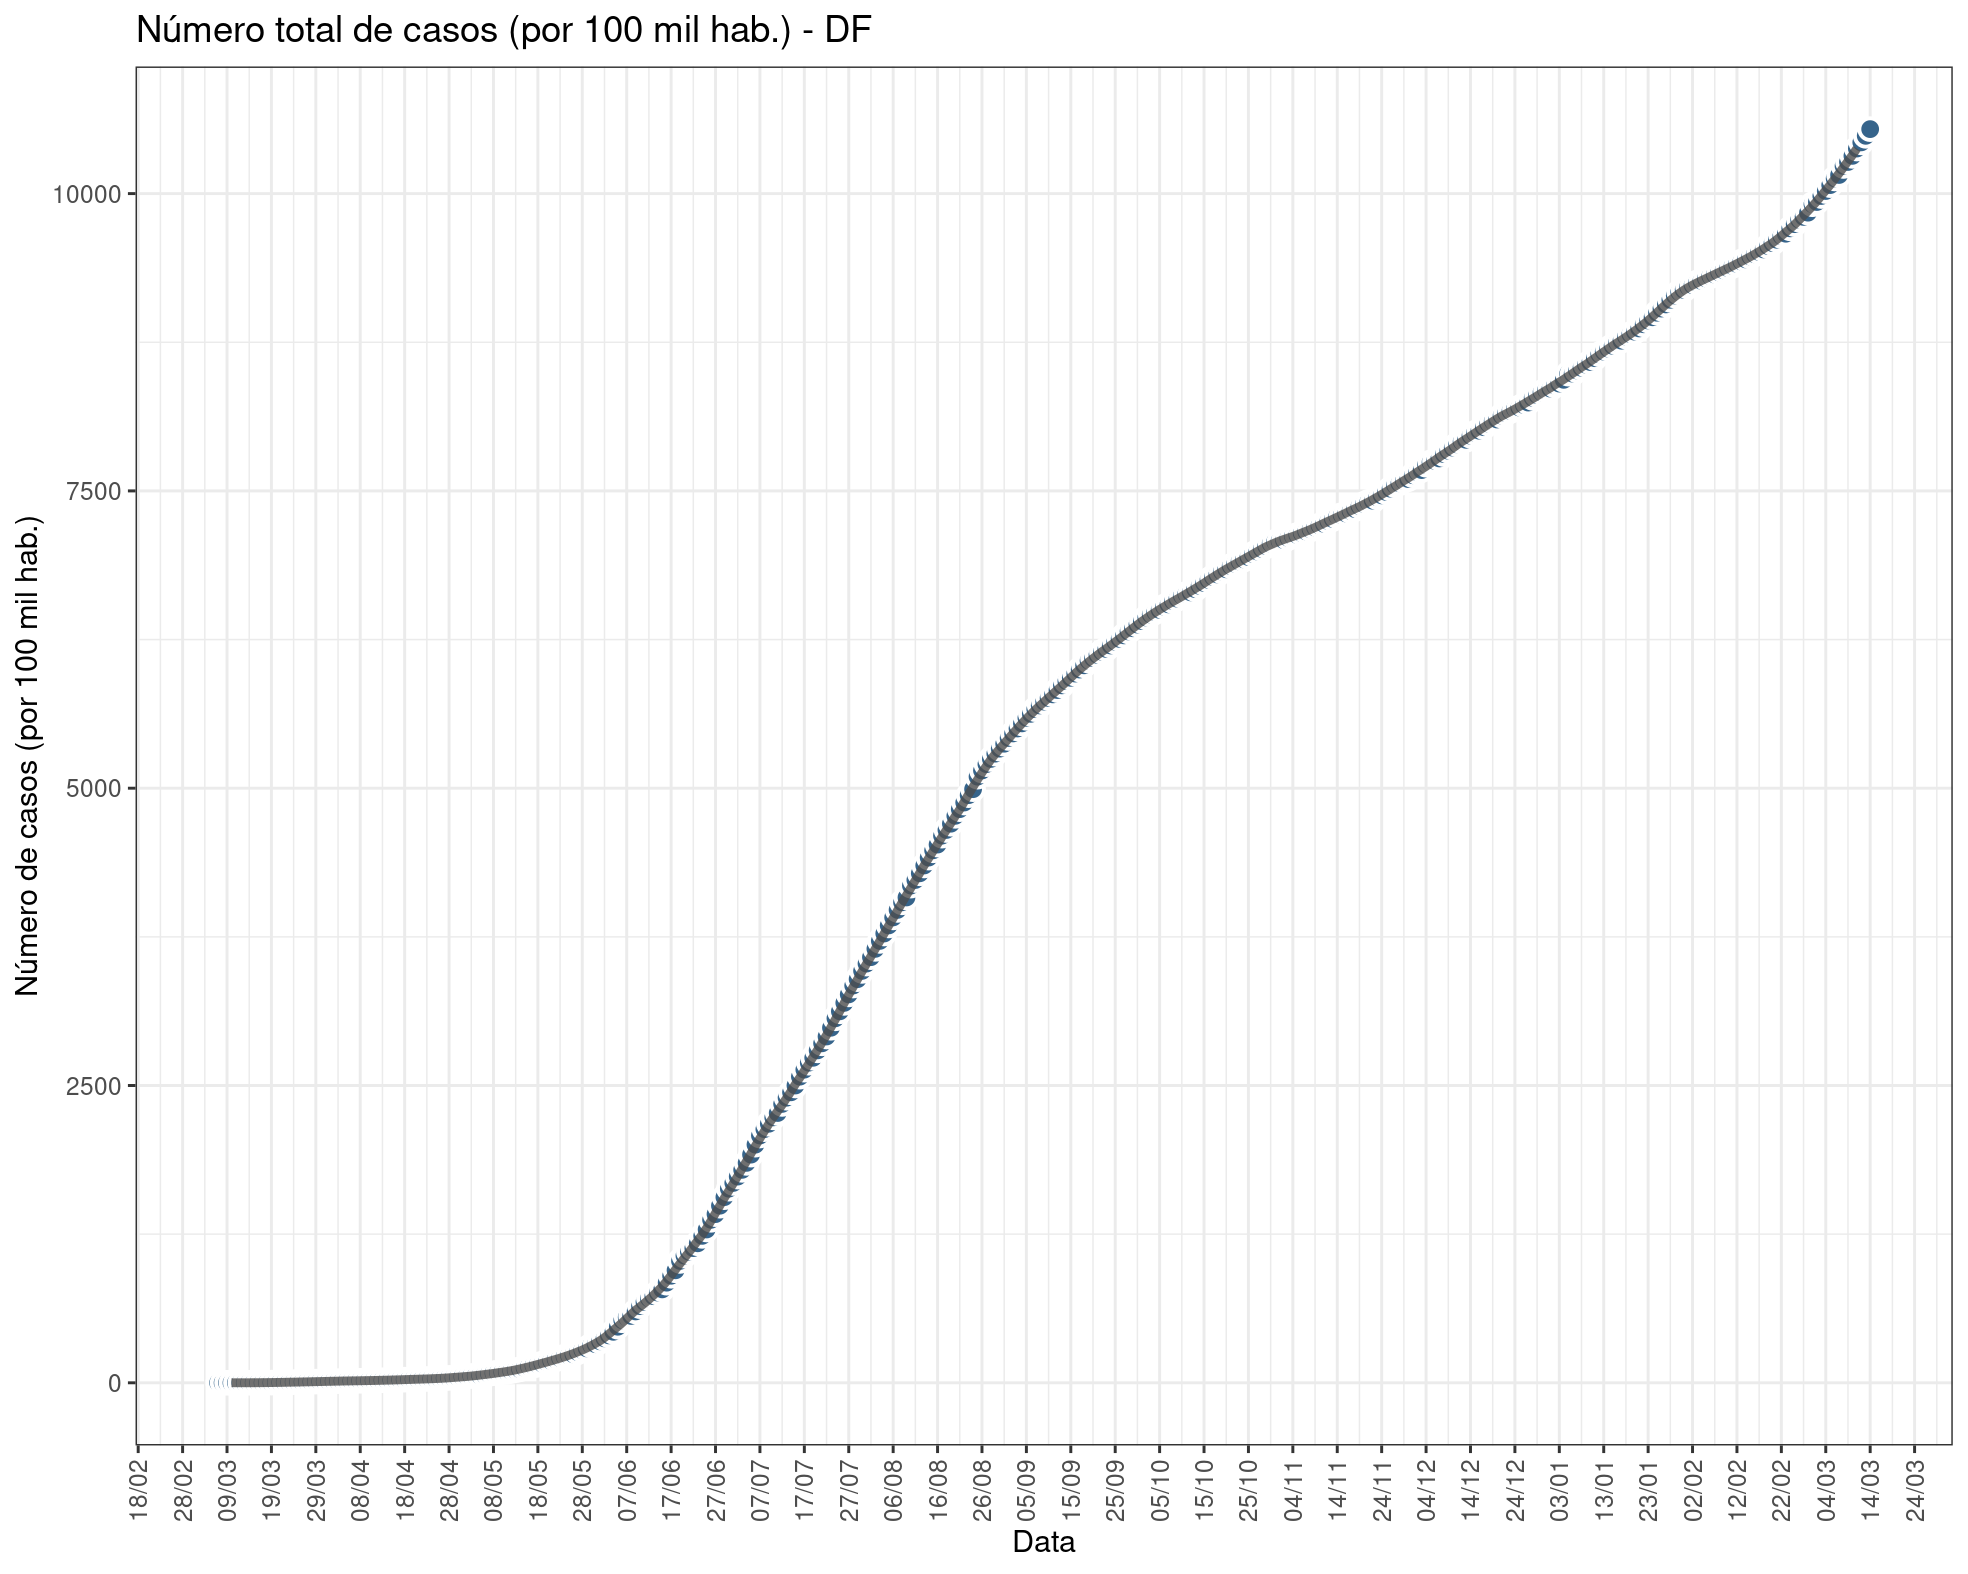 Número total de casos (por 100 mil hab.) - DF
Número de casos (por 100 mil hab.)
10000
7500
5000
2500
0
18/02 28/02 09/03 19/03 29/03 08/04 18/04 28/04 08/05 18/05 28/05 07/06 17/06 27/06 07/07 17/07 27/07 06/08 16/08 26/08 05/09 15/09 25/09 05/10 15/10 25/10 04/11 14/11 24/11 04/12 14/12 24/12 03/01 13/01 23/01 02/02 12/02 22/02 04/03 14/03 24/03
Data